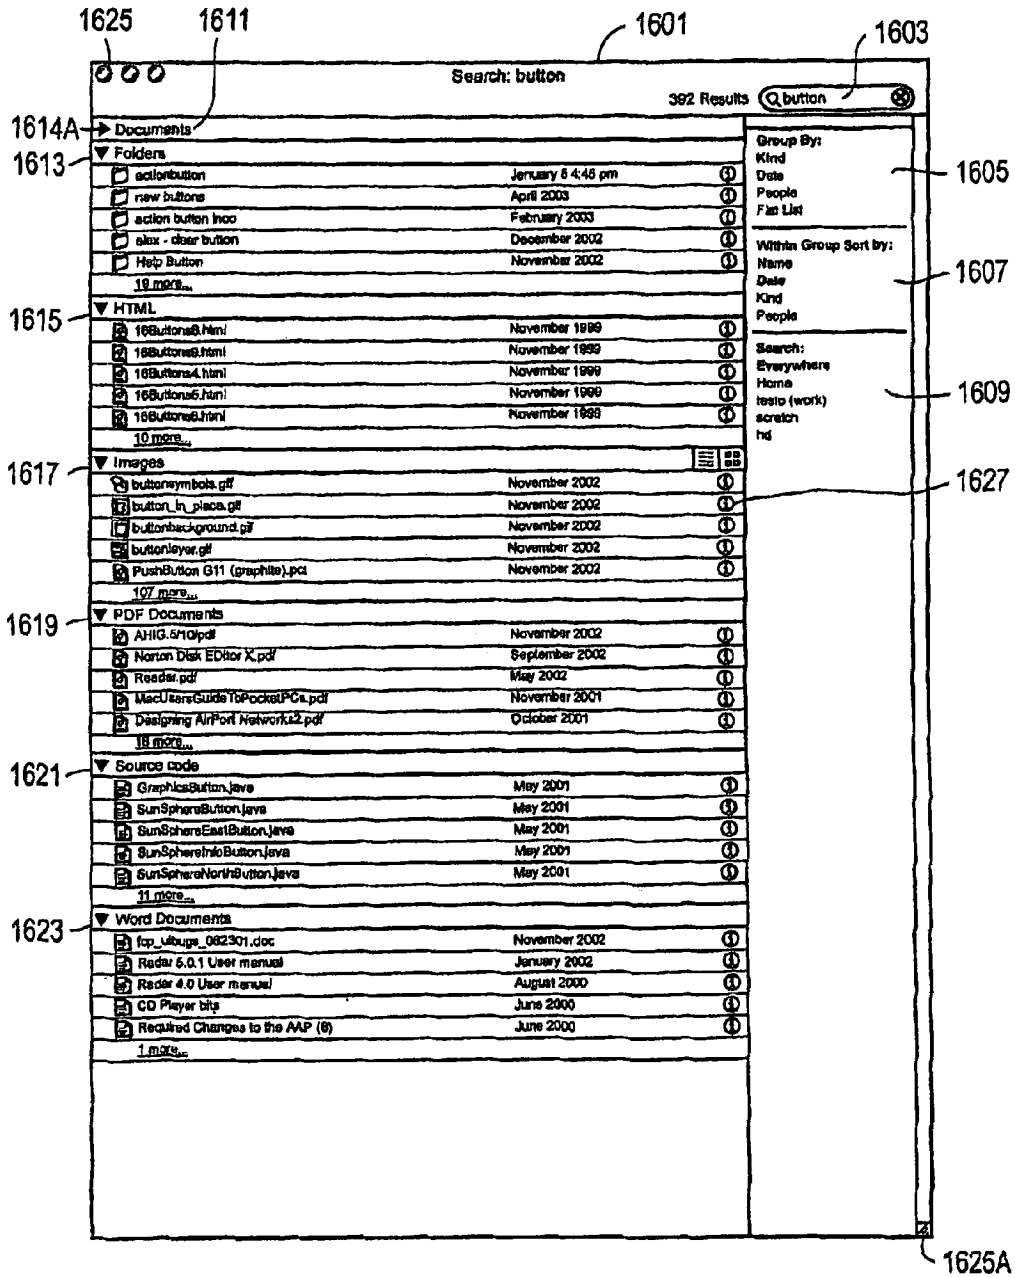 1625 1611 1601 1603
Search: button
392 Results button
1614A Documents
1613 Folders
actionbutton January 5 4:45 pm
new buttons April 2003
action button inoo February 2003
alex - clear button December 2002
Help Button November 2002
19 more...
1615 HTML
16Buttons8.html November 1999
16Buttons9.html November 1999
16Buttons4.html November 1999
16Buttons5.html November 1999
16Buttons6.html November 1999
10 more...
1617 Images
buttonsymbols.gif November 2002
button_in_place.gif November 2002
buttonbackground.gif November 2002
buttonlayer.gif November 2002
PushButton G11 (graphite).pct November 2002
107 more...
1619 PDF Documents
AHIG.5/10/pdf November 2002
Norton Disk EDitor X.pdf September 2002
Reader.pdf May 2002
MacUsersGuideToPocketPCs.pdf November 2001
Designing AirPort Networks2.pdf October 2001
18 more...
1621 Source code
GraphicsButton.java May 2001
SunSphereButton.java May 2001
SunSphereEastButton.java May 2001
SunSphereInfoButton.java May 2001
SunSphereNorthButton.java May 2001
11 more...
1623 Word Documents
fcp_uibugs_082301.doc November 2002
Radar 5.0.1 User manual January 2002
Radar 4.0 User manual August 2000
CD Player bits June 2000
Required Changes to the AAP (6) June 2000
1 more...
Group By:
Kind
Date
People
Flat List
1605
Within Group Sort by:
Name
Date
Kind
People
1607
Search:
Everywhere
Home
testo (work)
scratch
hd
1609
1627
1625A